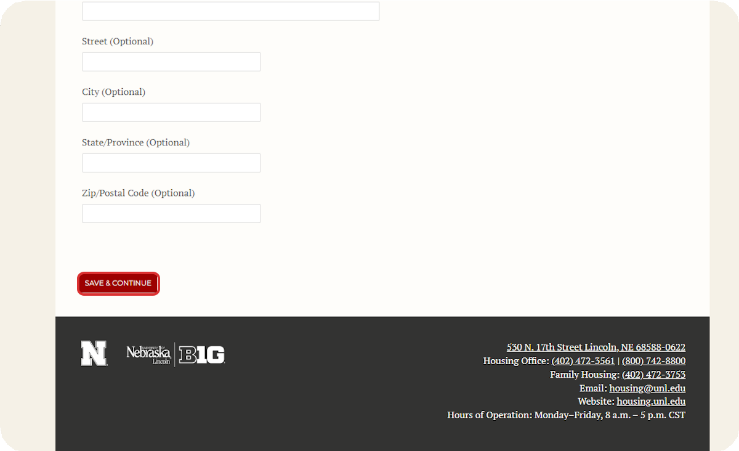 Street (Optional)
City (Optional)
State/Province (Optional)
Zip/Postal Code (Optional)
SAVE & CONTINUE
N
UNIVERSITY OF
Nebraska
Lincoln
B1G
530 N. 17th Street Lincoln, NE 68588-0622
Housing Office: (402) 472-3561 | (800) 742-8800
Family Housing: (402) 472-3753
Email: housing@unl.edu
Website: housing.unl.edu
Hours of Operation: Monday–Friday, 8 a.m. – 5 p.m. CST